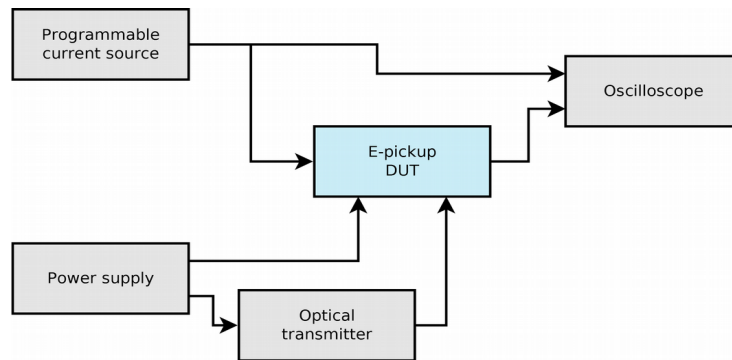 Programmable
current source
Oscilloscope
E-pickup
DUT
Power supply
Optical
transmitter